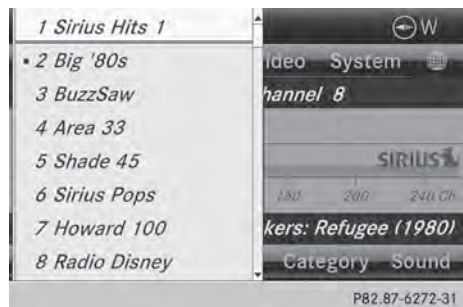 1 Sirius Hits 1
• 2 Big '80s
3 BuzzSaw
4 Area 33
5 Shade 45
6 Sirius Pops
7 Howard 100
8 Radio Disney
W
ideo System
hannel 8
SIRIUS
160 200 240 Ch
kers: Refugee (1980)
Category Sound
P82.87-6272-31